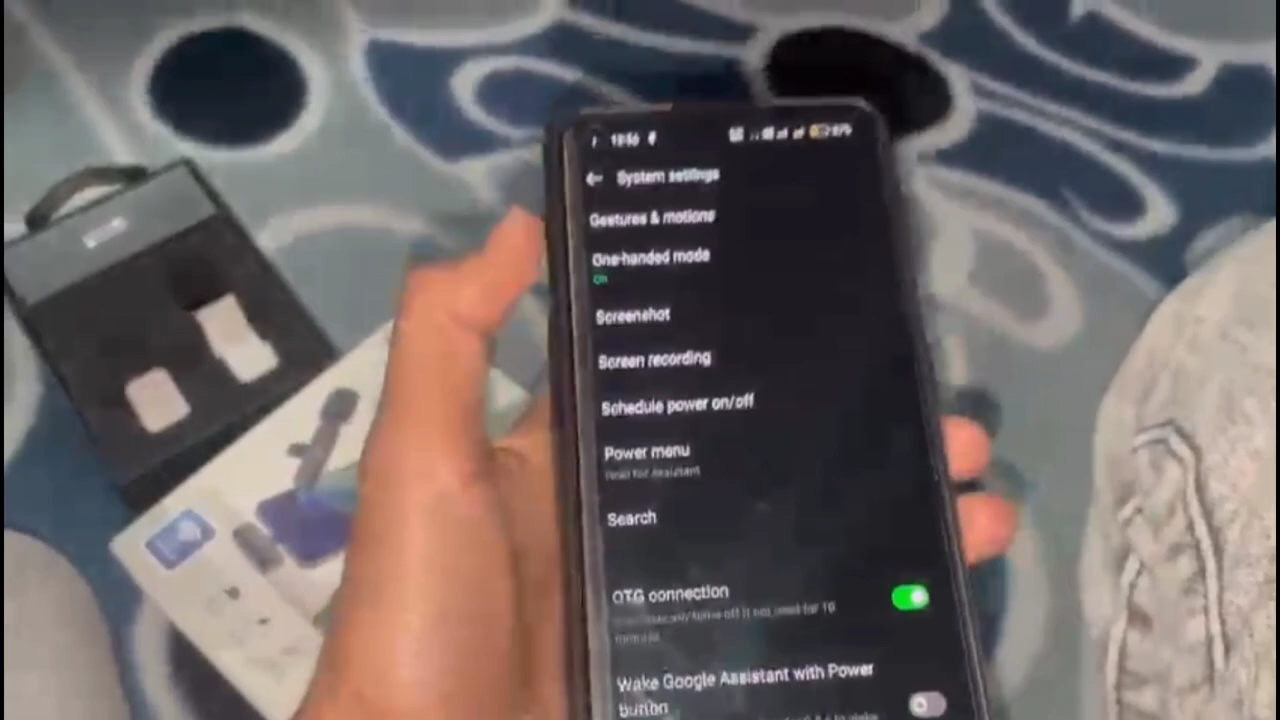 System settings
Gestures & motions
One-handed mode
On
Screenshot
Screen recording
Schedule power on/off
Power menu
Search
OTG connection
Wake Google Assistant with Power
button